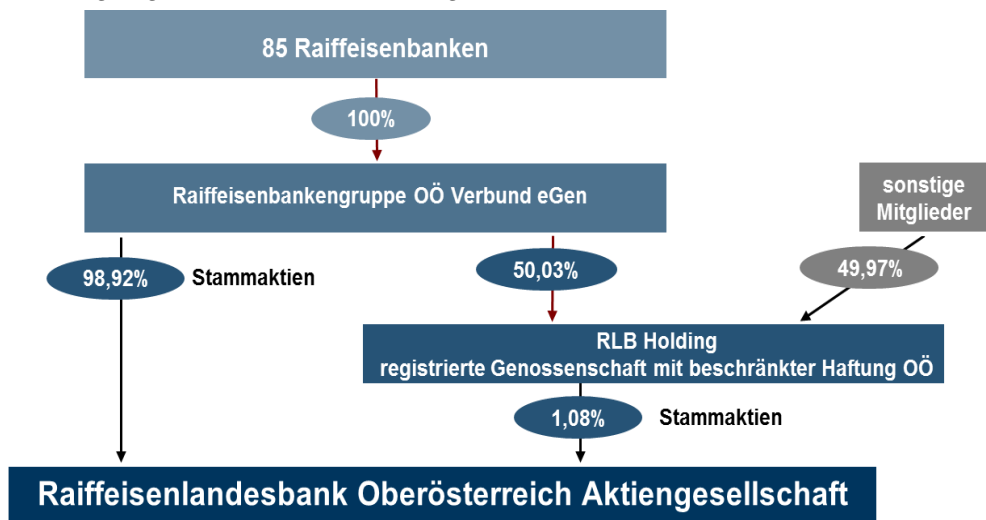 85 Raiffeisenbanken
100%
Raiffeisenbankengruppe OÖ Verbund eGen
sonstige
Mitglieder
98,92%
Stammaktien
50,03%
49,97%
RLB Holding
registrierte Genossenschaft mit beschränkter Haftung OÖ
1,08%
Stammaktien
Raiffeisenlandesbank Oberösterreich Aktiengesellschaft